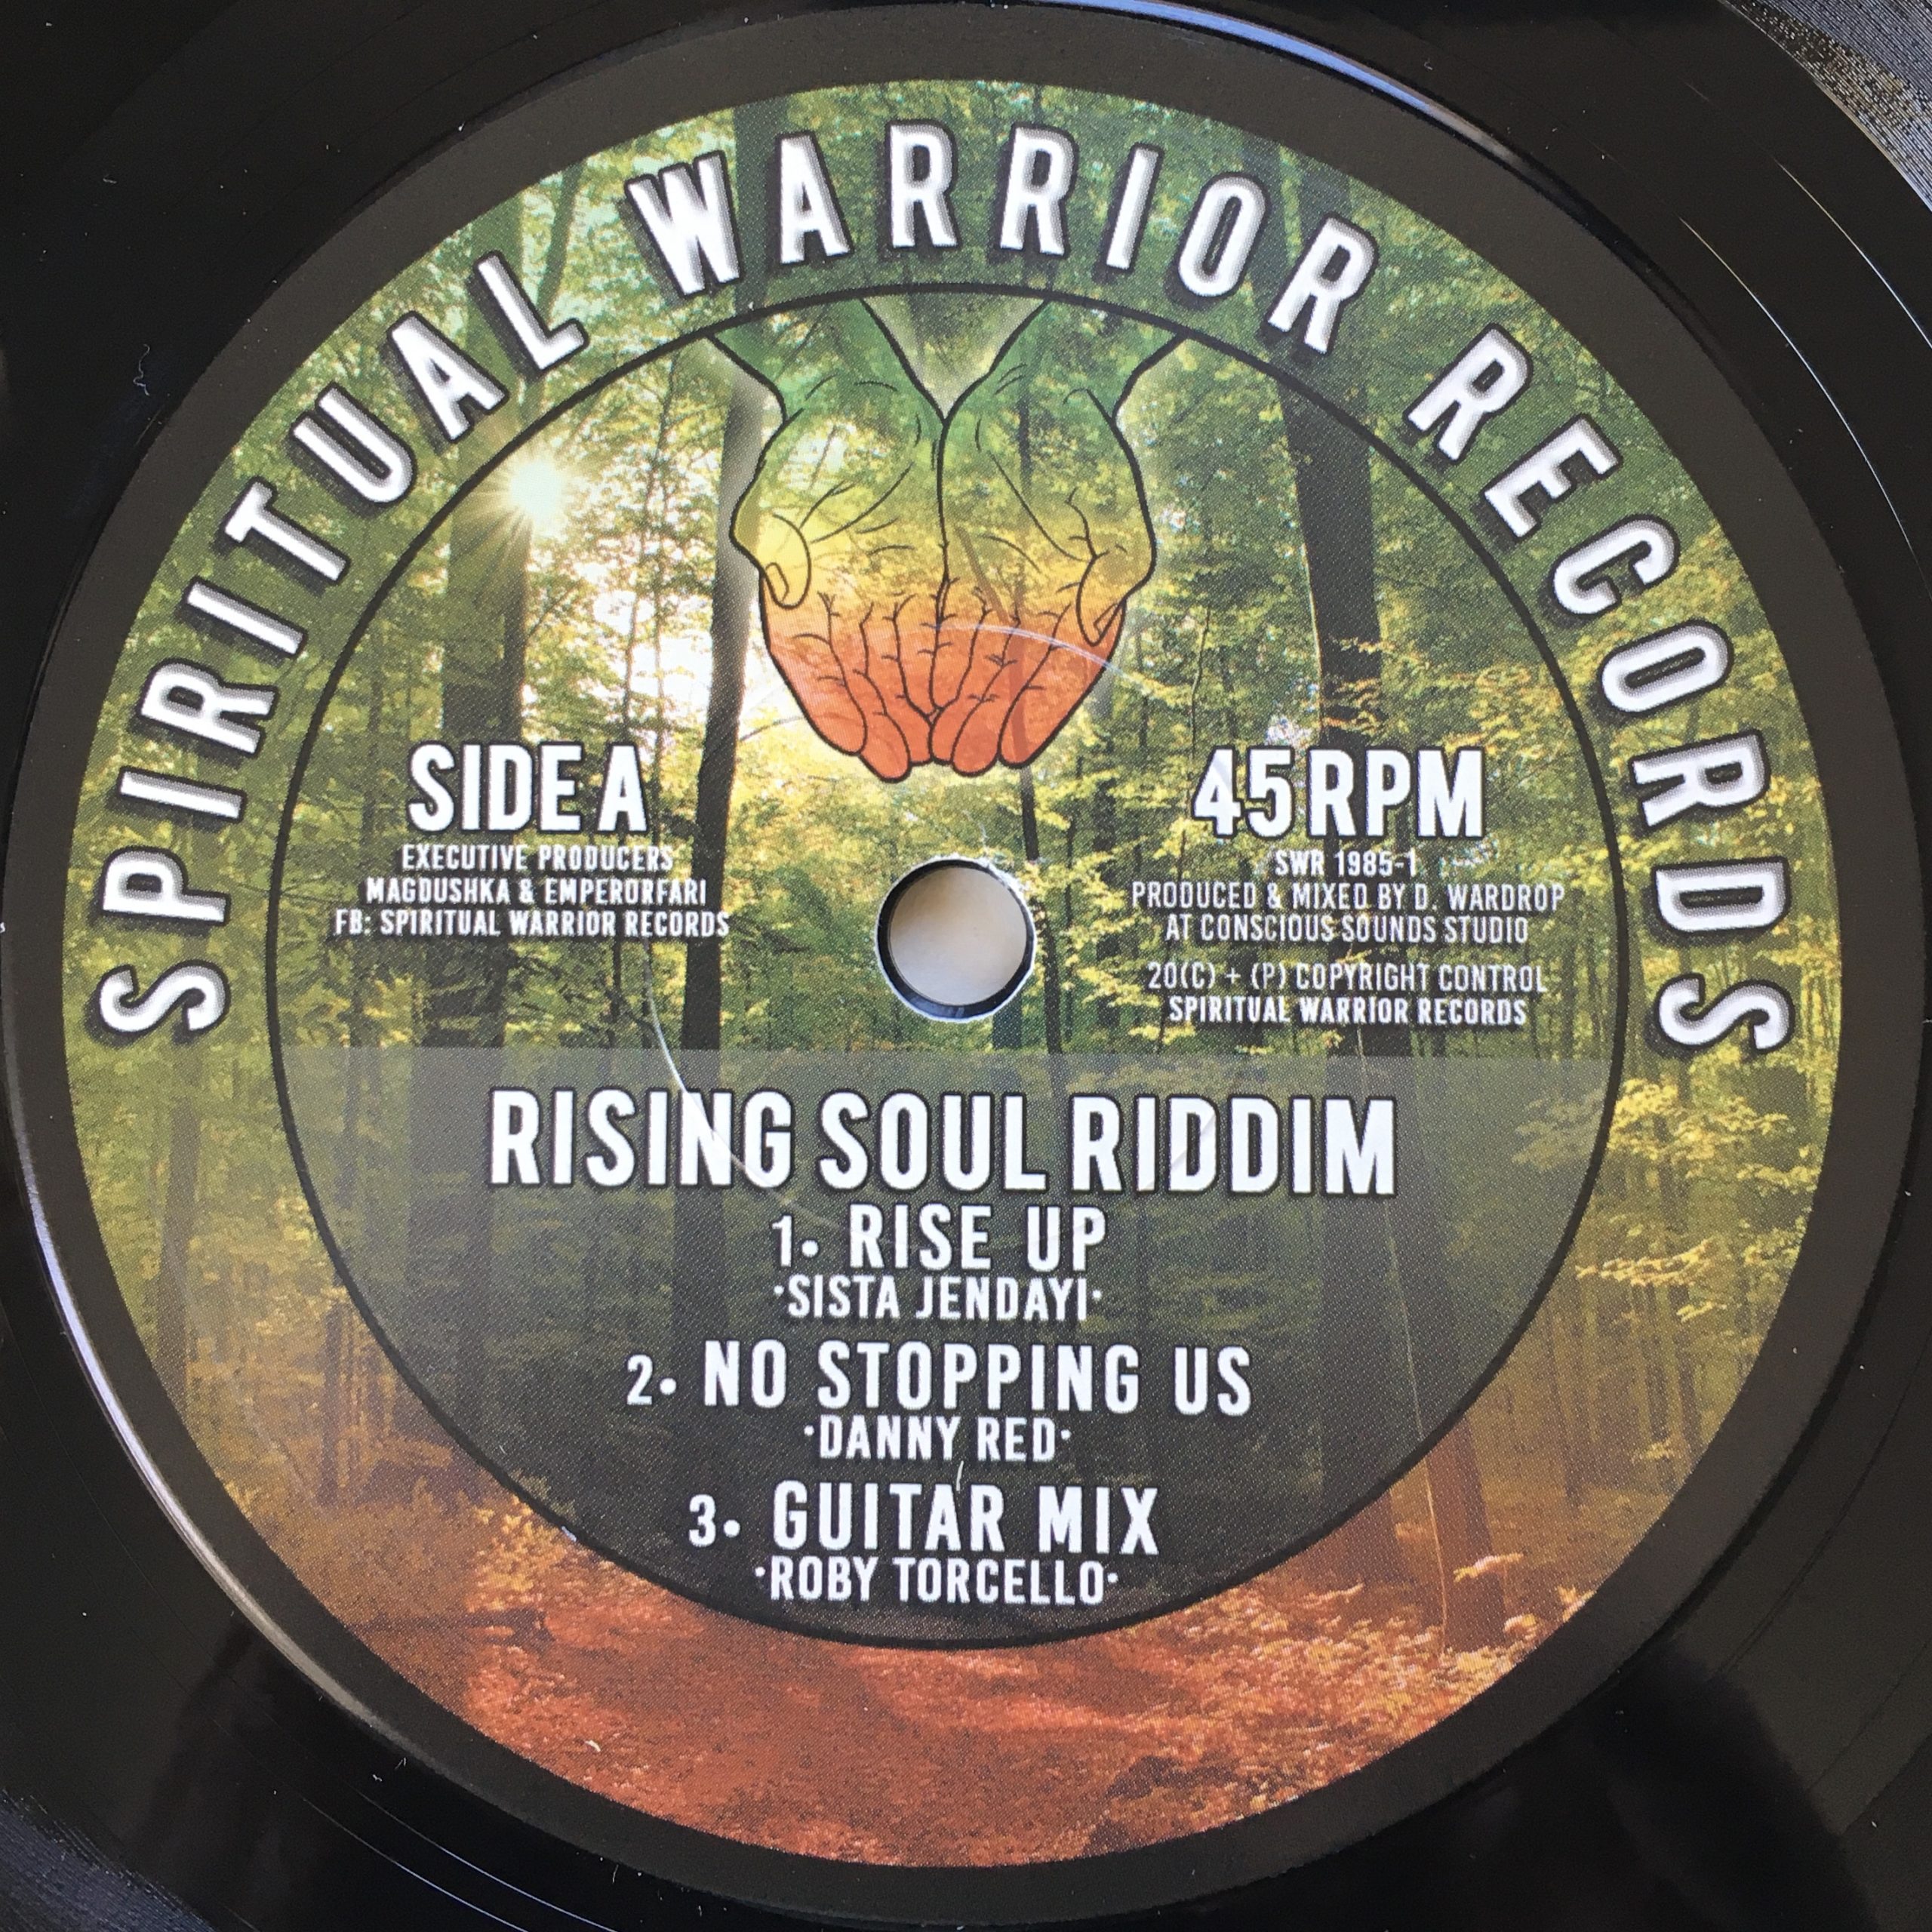 SPIRITUAL WARRIOR RECORDS
SIDE A
EXECUTIVE PRODUCERS
MAGDUSHKA & EMPERORFARI
FB: SPIRITUAL WARRIOR RECORDS
45 RPM
SWR 1985-1
PRODUCED & MIXED BY D. WARDROP
AT CONSCIOUS SOUNDS STUDIO
20(C) + (P) COPYRIGHT CONTROL
SPIRITUAL WARRIOR RECORDS
RISING SOUL RIDDIM
1. RISE UP
·SISTA JENDAYI·
2. NO STOPPING US
·DANNY RED·
3. GUITAR MIX
·ROBY TORCELLO·